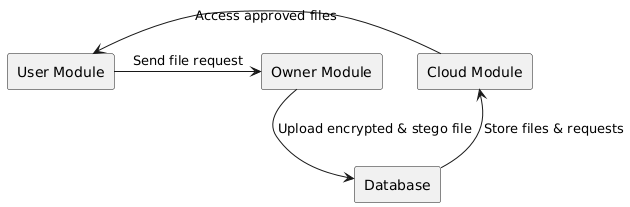 Access approved files
User Module
Send file request
Owner Module
Cloud Module
Upload encrypted & stego file
Store files & requests
Database